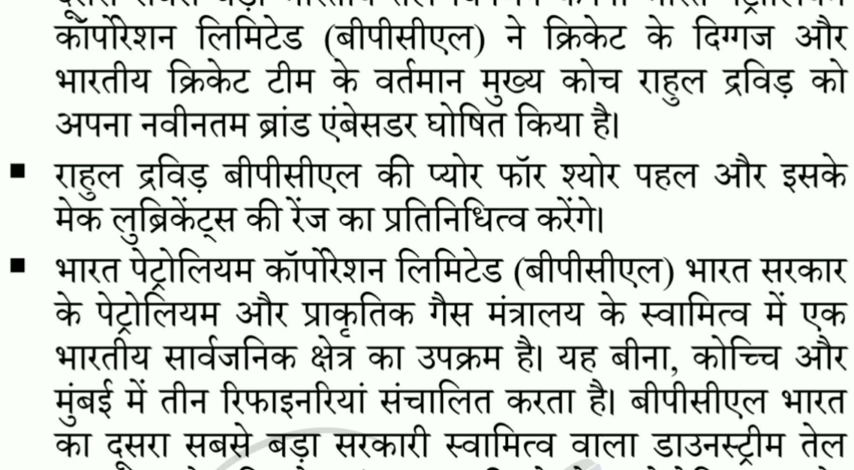 कॉर्पोरेशन लिमिटेड (बीपीसीएल) ने क्रिकेट के दिग्गज और
भारतीय क्रिकेट टीम के वर्तमान मुख्य कोच राहुल द्रविड़ को
अपना नवीनतम ब्रांड एंबेसडर घोषित किया है।
▪ राहुल द्रविड़ बीपीसीएल की प्योर फॉर श्योर पहल और इसके
मेक लुब्रिकेंट्स की रेंज का प्रतिनिधित्व करेंगे।
▪ भारत पेट्रोलियम कॉर्पोरेशन लिमिटेड (बीपीसीएल) भारत सरकार
के पेट्रोलियम और प्राकृतिक गैस मंत्रालय के स्वामित्व में एक
भारतीय सार्वजनिक क्षेत्र का उपक्रम है। यह बीना, कोच्चि और
मुंबई में तीन रिफाइनरियां संचालित करता है। बीपीसीएल भारत
का दूसरा सबसे बड़ा सरकारी स्वामित्व वाला डाउनस्ट्रीम तेल